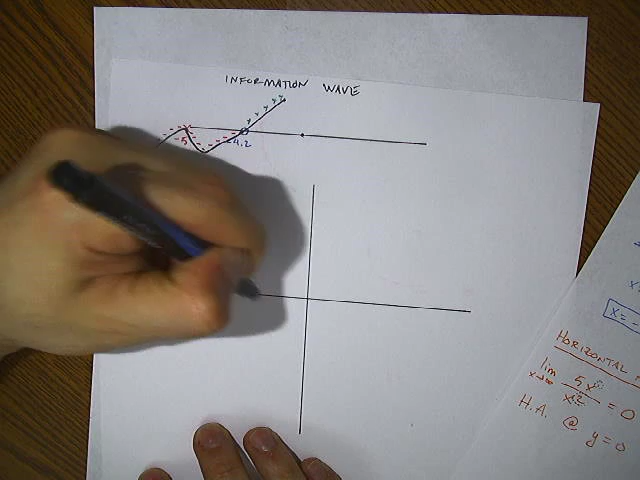 INFORMATION WAVE
-5 -4.2
x = -
HORIZONTAL
lim 5x
x→∞ x² = 0
H.A. @ y=0